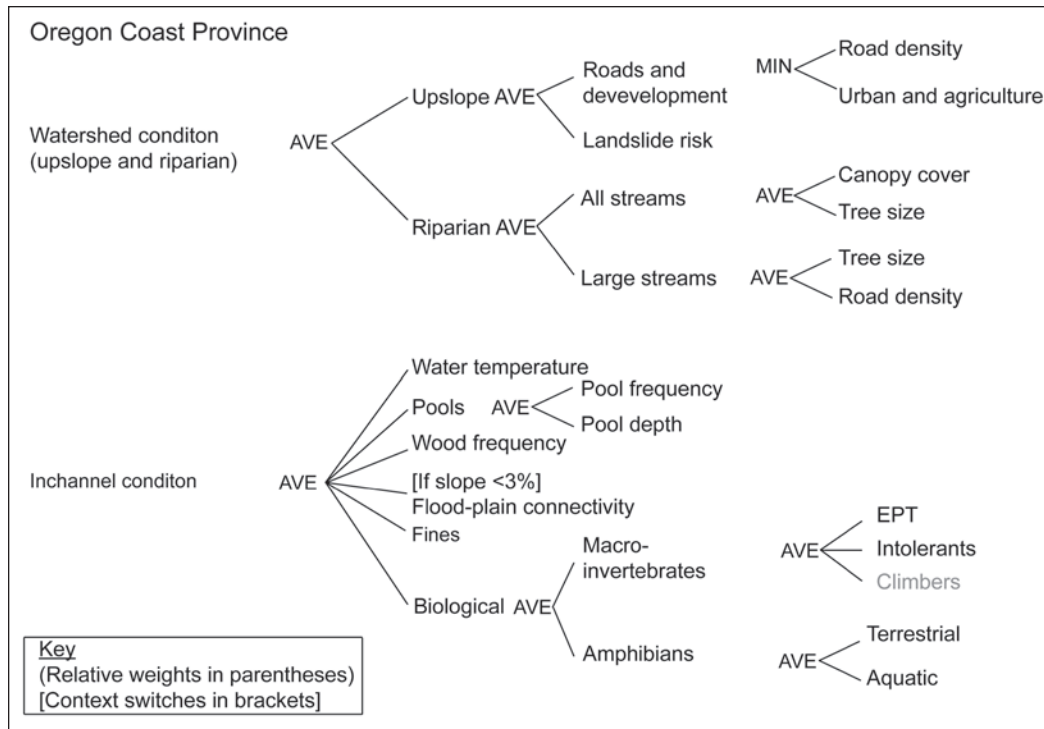 Oregon Coast Province
Watershed conditon
(upslope and riparian)
AVE
Upslope AVE
Roads and
devevelopment
MIN
Road density
Urban and agriculture
Landslide risk
Riparian AVE
All streams
AVE
Canopy cover
Tree size
Large streams
AVE
Tree size
Road density
Inchannel conditon
AVE
Water temperature
Pools
AVE
Pool frequency
Pool depth
Wood frequency
[If slope <3%]
Flood-plain connectivity
Fines
Biological AVE
Macro-
invertebrates
AVE
EPT
Intolerants
Climbers
Amphibians
AVE
Terrestrial
Aquatic
Key
(Relative weights in parentheses)
[Context switches in brackets]